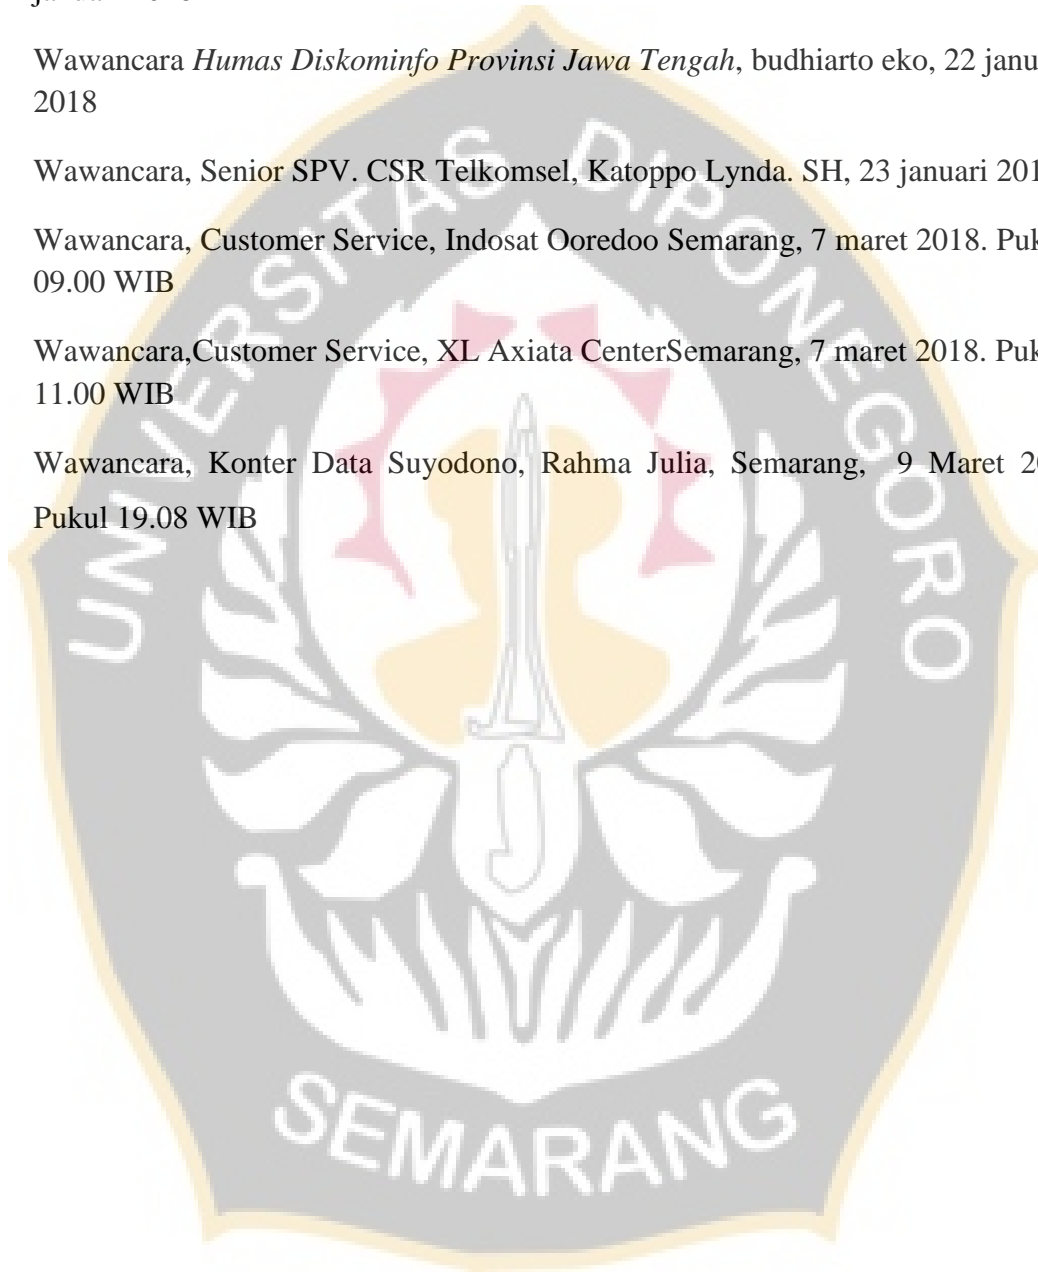 Wawancara Humas Diskominfo Provinsi Jawa Tengah, budhiarto eko, 22 janu
2018
Wawancara, Senior SPV. CSR Telkomsel, Katoppo Lynda. SH, 23 januari 201
Wawancara, Customer Service, Indosat Ooredoo Semarang, 7 maret 2018. Puk
09.00 WIB
Wawancara,Customer Service, XL Axiata CenterSemarang, 7 maret 2018. Puk
11.00 WIB
Wawancara, Konter Data Suyodono, Rahma Julia, Semarang, 9 Maret 20
Pukul 19.08 WIB
UNIVERSITAS DIPONEGORO
SEMARANG